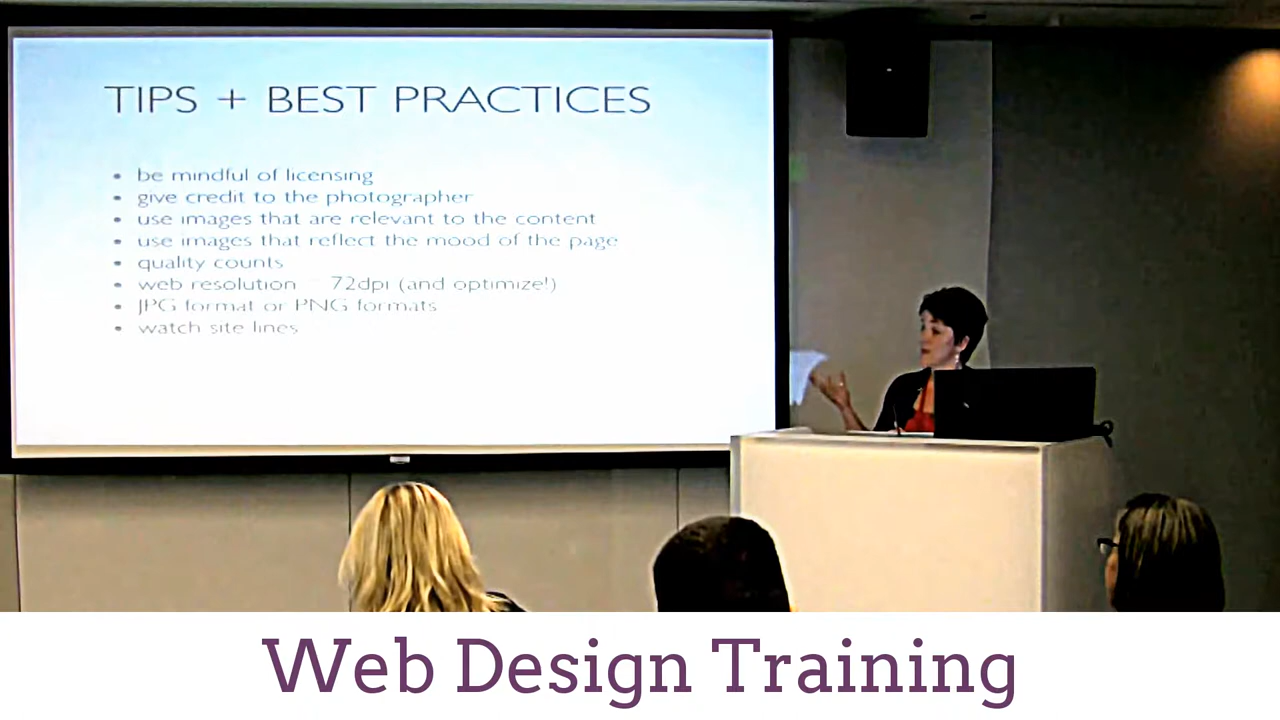 TIPS + BEST PRACTICES
• be mindful of licensing
• give credit to the photographer
• use images that are relevant to the content
• use images that reflect the mood of the page
• quality counts
• web resolution = 72dpi (and optimize!)
• JPG format or PNG formats
• watch site lines
Web Design Training